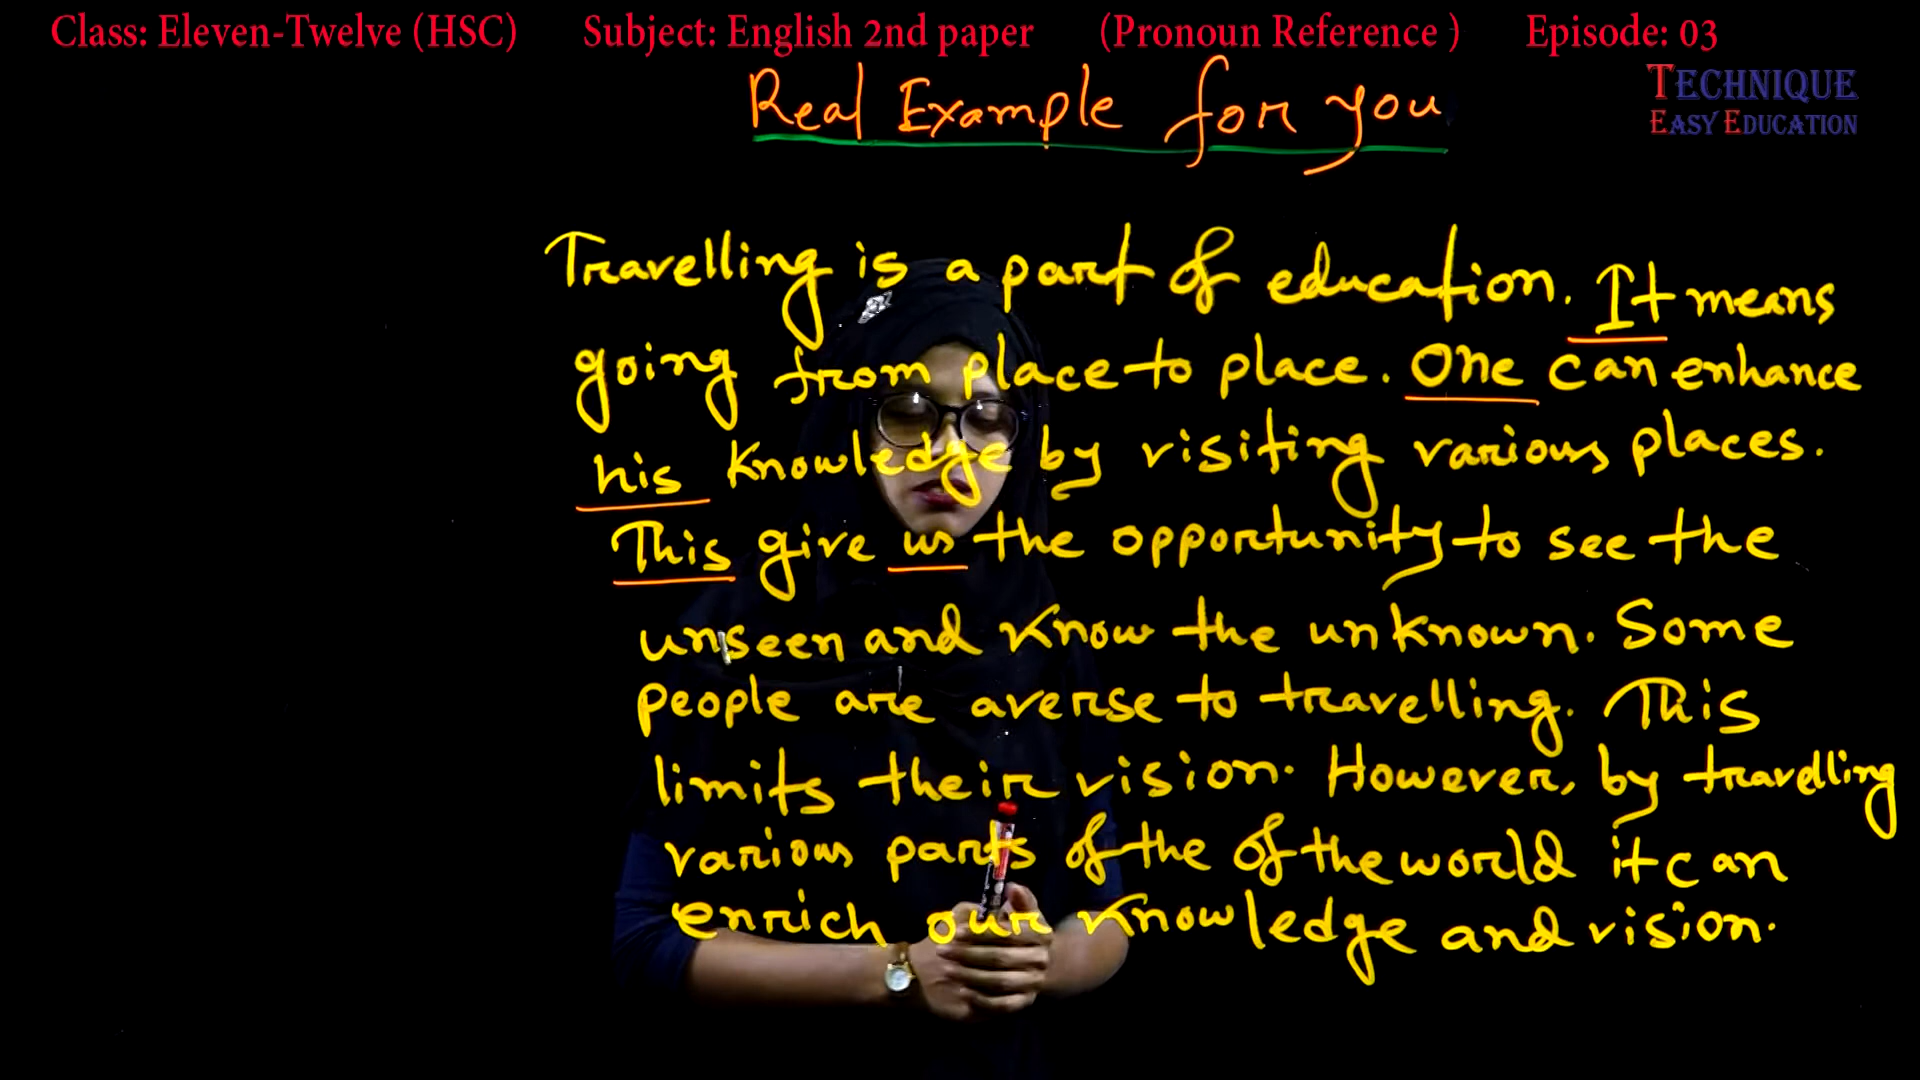 Class: Eleven-Twelve (HSC) Subject: English 2nd paper (Pronoun Reference ) Episode: 03
TECHNIQUE
EASY EDUCATION
Real Example for you
Travelling is a part of education. It means
going from place to place. One can enhance
his knowledge by visiting various places.
This give us the opportunity to see the
unseen and know the unknown. Some
people are averse to travelling. This
limits their vision. However, by travelling
various parts of the of the world it can
enrich our knowledge and vision.